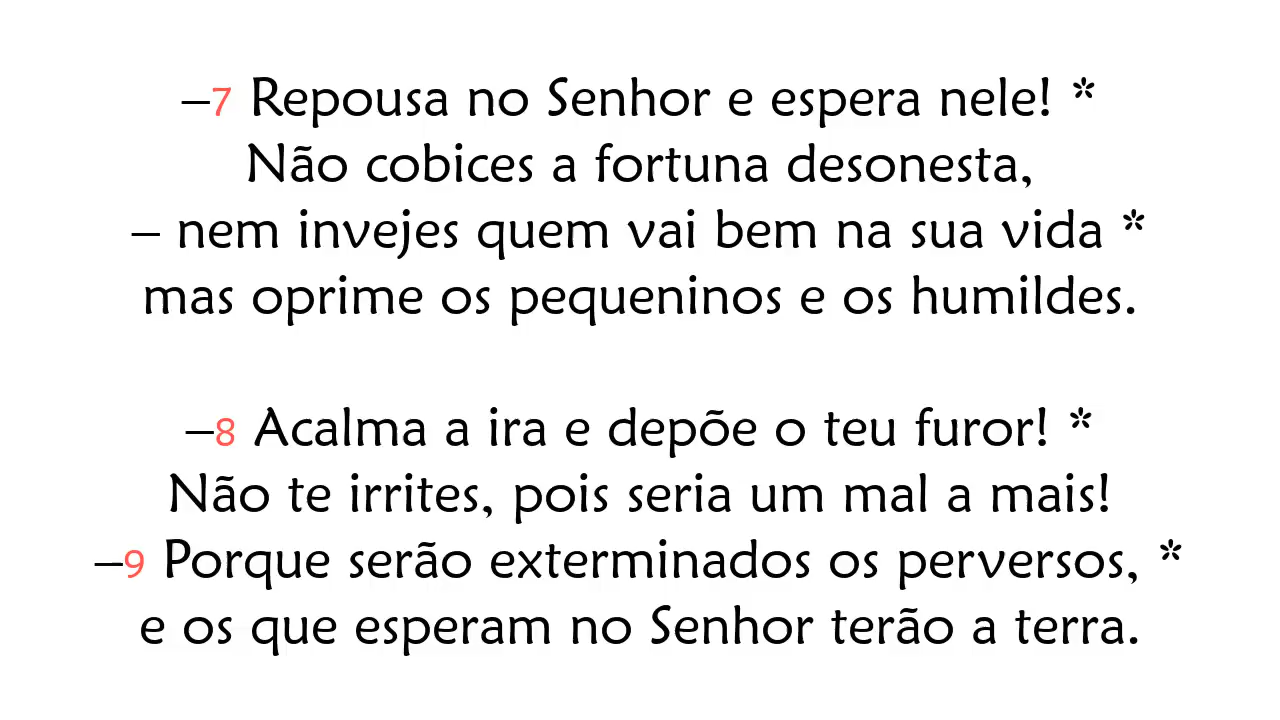 –7 Repousa no Senhor e espera nele! *
Não cobices a fortuna desonesta,
– nem invejes quem vai bem na sua vida *
mas oprime os pequeninos e os humildes.
–8 Acalma a ira e depõe o teu furor! *
Não te irrites, pois seria um mal a mais!
–9 Porque serão exterminados os perversos, *
e os que esperam no Senhor terão a terra.